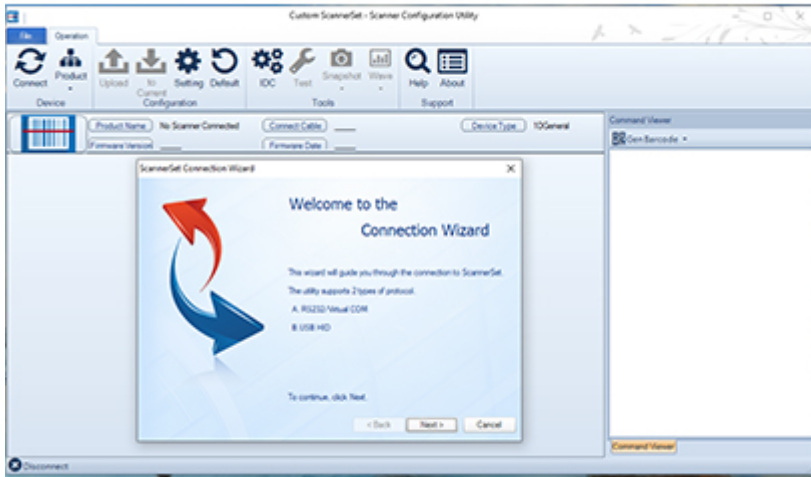 Custom ScannerSet - Scanner Configuration Utility
File
Operation
Connect
Product
Upload
to
Current
Setting
Default
IDC
Test
Snapshot
Wave
Help
About
Device
Configuration
Tools
Support
Product Name
No Scanner Connected
Connect Cable
Device Type
1DGeneral
Firmware Version
Firmware Date
Command Viewer
Gen Barcode
ScannerSet Connection Wizard
Welcome to the
Connection Wizard
This wizard will guide you through the connection to ScannerSet.
The utility supports 2 types of protocol.
A. RS232/Virtual COM
B. USB HID
To continue, click Next.
< Back
Next >
Cancel
Command Viewer
Disconnect